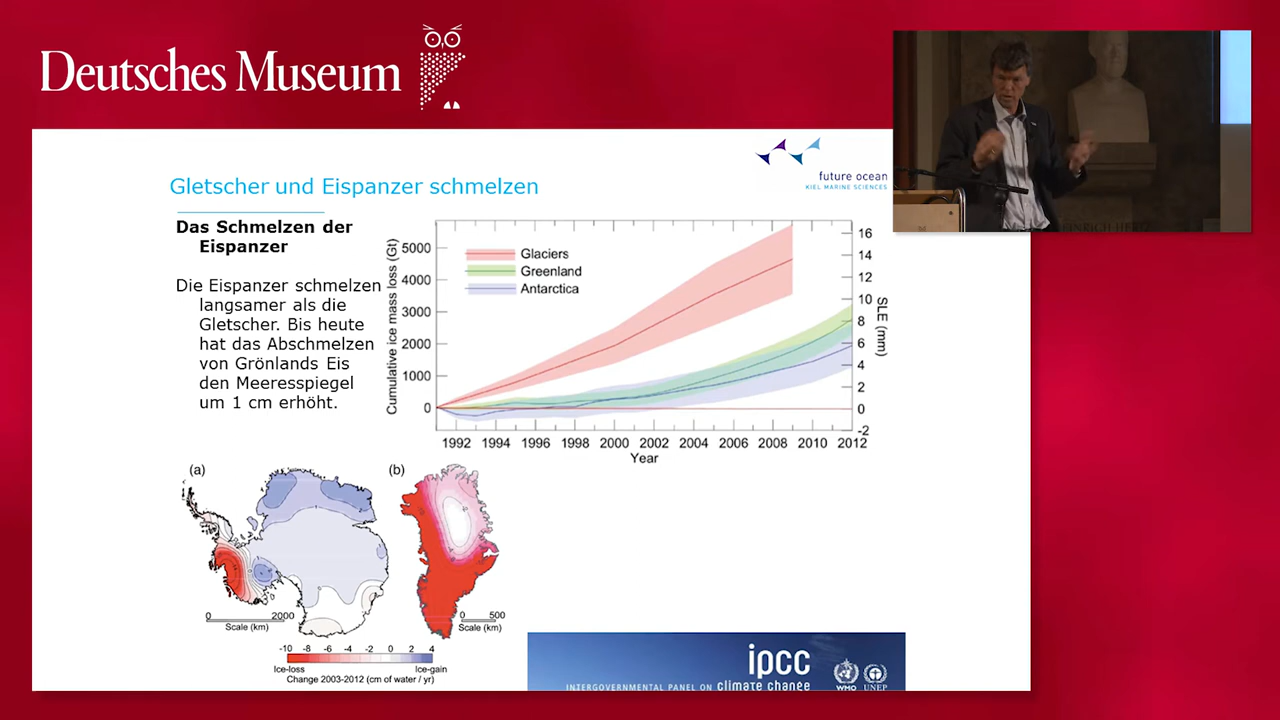 Deutsches Museum
future ocean
KIEL MARINE SCIENCES
Gletscher und Eispanzer schmelzen
Das Schmelzen der
Eispanzer
Die Eispanzer schmelzen
langsamer als die
Gletscher. Bis heute
hat das Abschmelzen
von Grönlands Eis
den Meeresspiegel
um 1 cm erhöht.
Cumulative ice mass loss (Gt)
5000
4000
3000
2000
1000
0
Glaciers
Greenland
Antarctica
16
14
12
10
8
6
4
2
0
-2
SLE (mm)
1992 1994 1996 1998 2000 2002 2004 2006 2008 2010 2012
Year
(a)
(b)
0 2000
Scale (km)
0 500
Scale (km)
-10 -8 -6 -4 -2 0 2 4
Ice-loss Ice-gain
Change 2003-2012 (cm of water / yr)
ipcc
INTERGOVERNMENTAL PANEL ON climate change
WMO UNEP
HEINRICH HERTZ